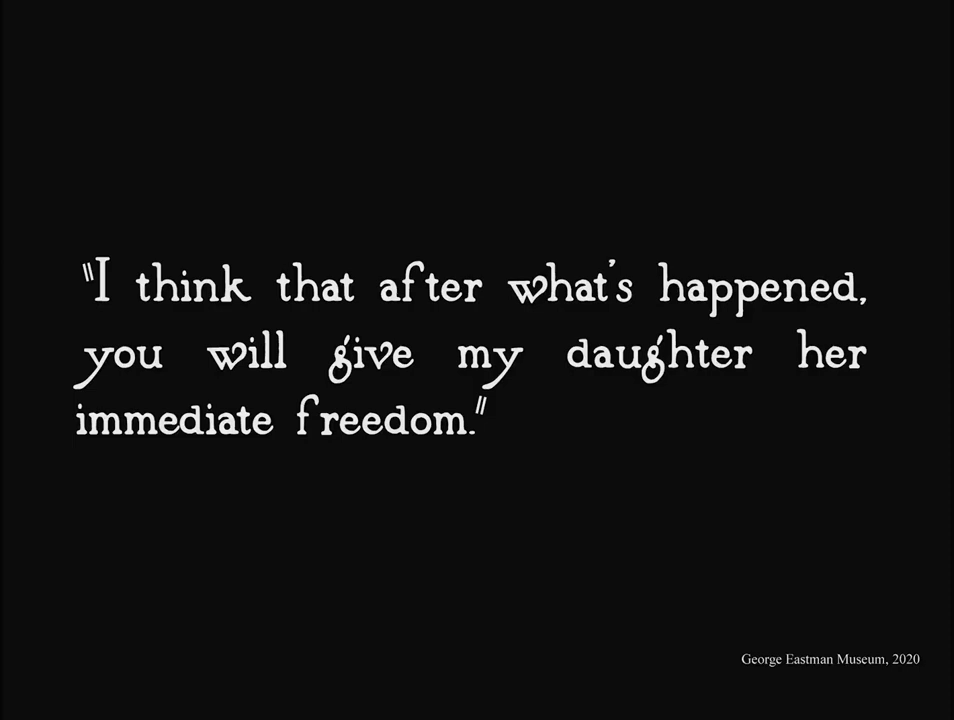 "I think that after what's happened,
you will give my daughter her
immediate freedom."
George Eastman Museum, 2020